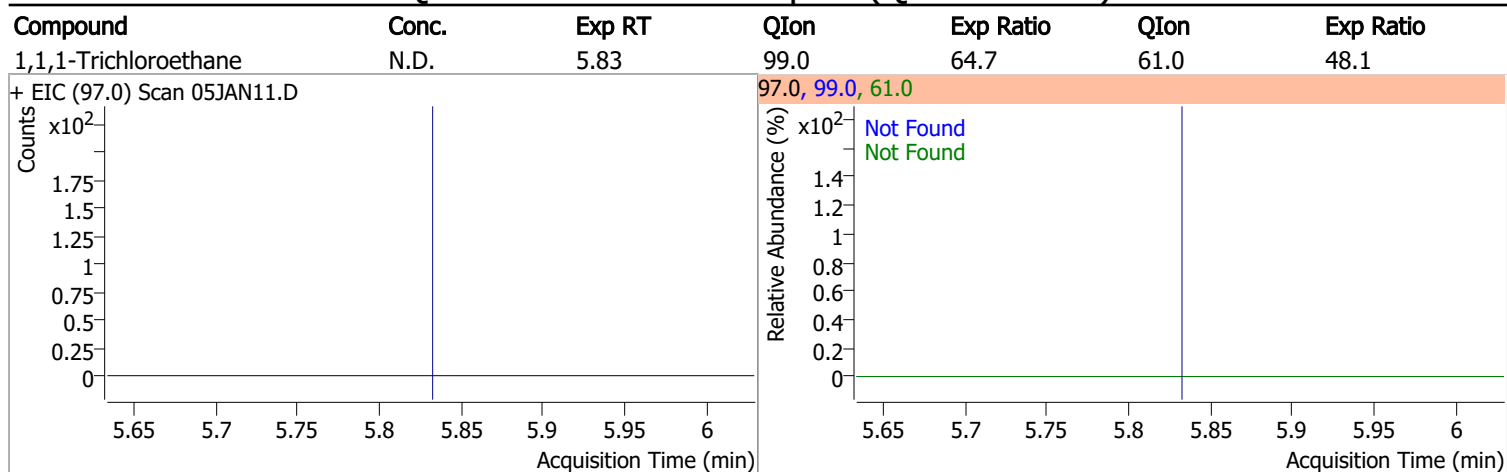 Compound Conc. Exp RT QIon Exp Ratio QIon Exp Ratio
1,1,1-Trichloroethane N.D. 5.83 99.0 64.7 61.0 48.1
+ EIC (97.0) Scan 05JAN11.D
Counts
x10²
1.75
1.5
1.25
1
0.75
0.5
0.25
0
5.65 5.7 5.75 5.8 5.85 5.9 5.95 6
Acquisition Time (min)
97.0, 99.0, 61.0
Relative Abundance (%)
x10²
Not Found
Not Found
1.4
1.2
1
0.8
0.6
0.4
0.2
0
5.65 5.7 5.75 5.8 5.85 5.9 5.95 6
Acquisition Time (min)